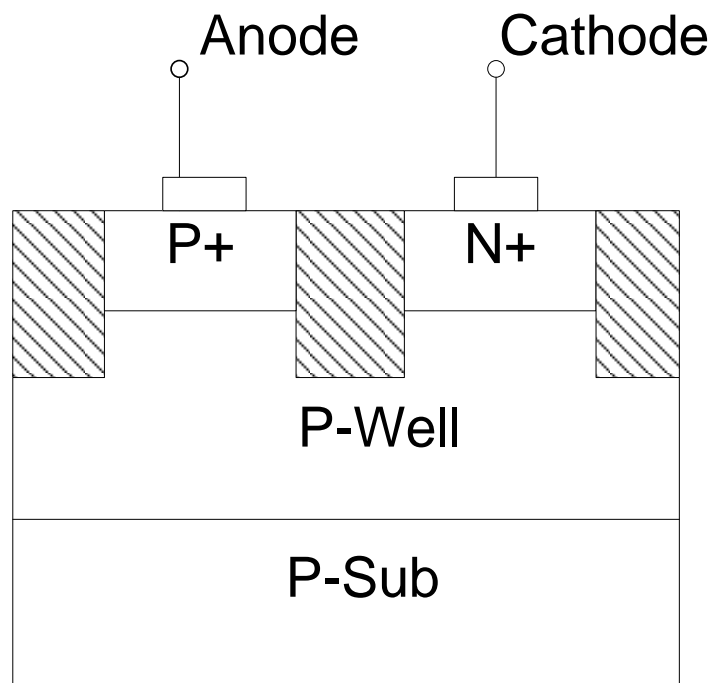 Anode
Cathode
P+
N+
P-Well
P-Sub